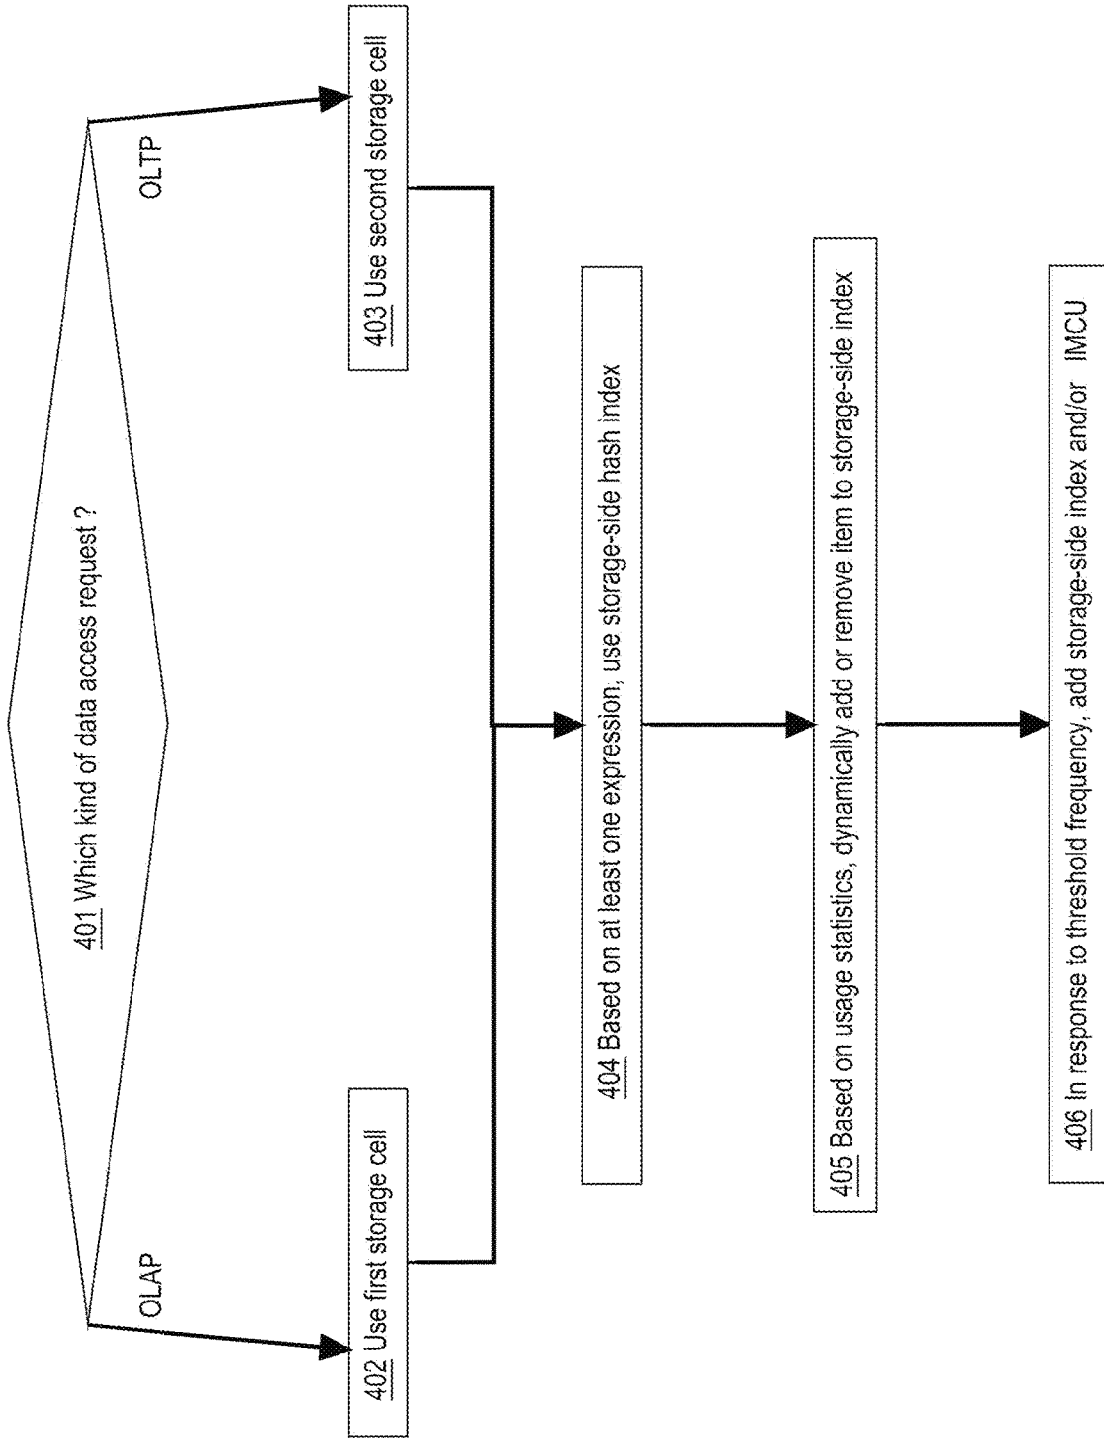 401 Which kind of data access request ?
OLAP
OLTP
402 Use first storage cell
403 Use second storage cell
404 Based on at least one expression, use storage-side hash index
405 Based on usage statistics, dynamically add or remove item to storage-side index
406 In response to threshold frequency, add storage-side index and/or IMCU